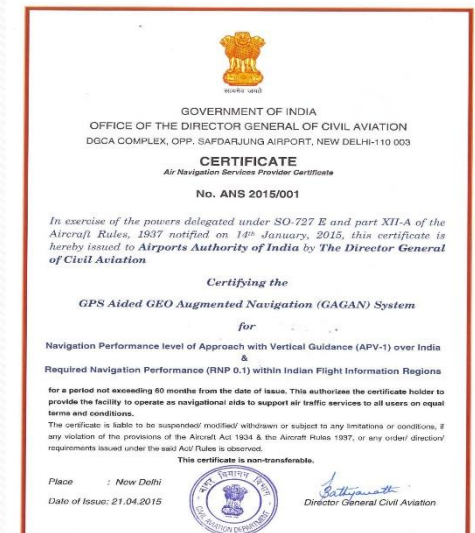 सत्यमेव जयते
GOVERNMENT OF INDIA
OFFICE OF THE DIRECTOR GENERAL OF CIVIL AVIATION
DGCA COMPLEX, OPP. SAFDARJUNG AIRPORT, NEW DELHI-110 003
CERTIFICATE
Air Navigation Services Provider Certificate
No. ANS 2015/001
In exercise of the powers delegated under SO-727 E and part XII-A of the
Aircraft Rules, 1937 notified on 14th January, 2015, this certificate is
hereby issued to Airports Authority of India by The Director General
of Civil Aviation
Certifying the
GPS Aided GEO Augmented Navigation (GAGAN) System
for
Navigation Performance level of Approach with Vertical Guidance (APV-1) over India
&
Required Navigation Performance (RNP 0.1) within Indian Flight Information Regions
for a period not exceeding 60 months from the date of issue. This authorizes the certificate holder to
provide the facility to operate as navigational aids to support air traffic services to all users on equal
terms and conditions.
The certificate is liable to be suspended/ modified/ withdrawn or subject to any limitations or conditions, if
any violation of the provisions of the Aircraft Act 1934 & the Aircraft Rules 1937, or any order/ direction/
requirements issued under the said Act/ Rules is observed.
This certificate is non-transferable.
Place : New Delhi
Date of Issue: 21.04.2015
नागर विमानन विभाग
CIVIL AVIATION DEPARTMENT
Director General Civil Aviation